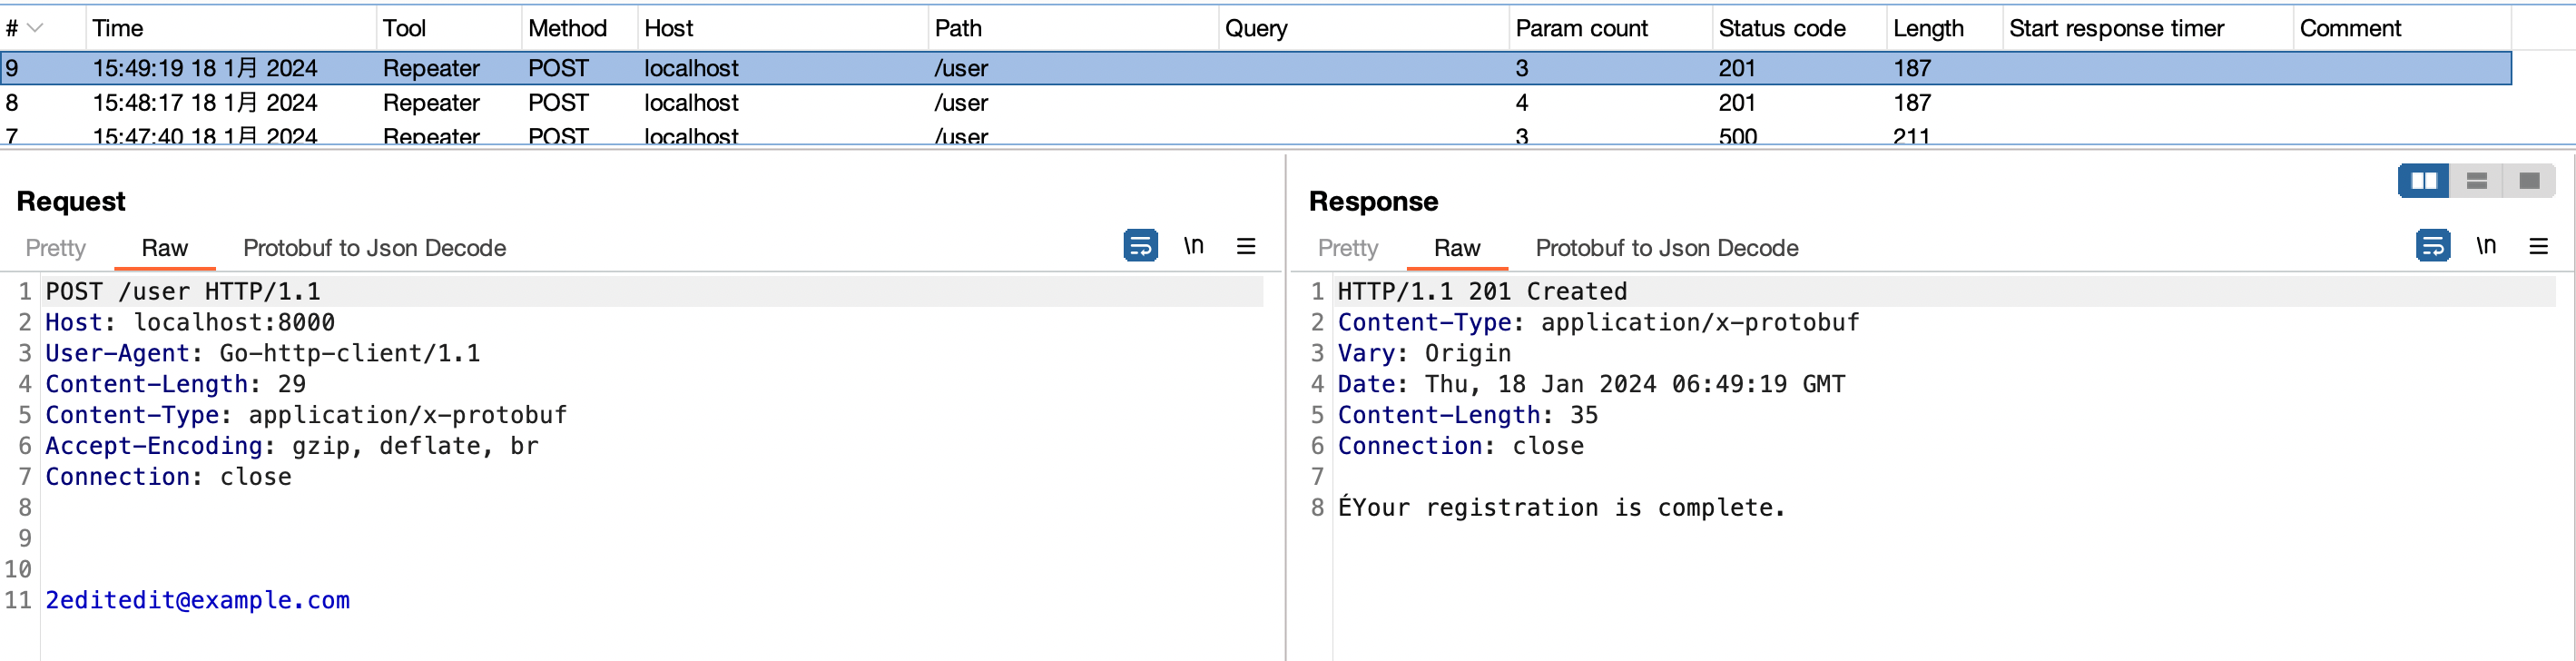 # Time Tool Method Host Path Query Param count Status code Length Start response timer Comment
9 15:49:19 18 1月 2024 Repeater POST localhost /user 3 201 187
8 15:48:17 18 1月 2024 Repeater POST localhost /user 4 201 187
7 15:47:40 18 1月 2024 Repeater POST localhost /user 3 500 211
Request
Pretty Raw Protobuf to Json Decode \n
1 POST /user HTTP/1.1
2 Host: localhost:8000
3 User-Agent: Go-http-client/1.1
4 Content-Length: 29
5 Content-Type: application/x-protobuf
6 Accept-Encoding: gzip, deflate, br
7 Connection: close
8
9
10
11 2editedit@example.com
Response
Pretty Raw Protobuf to Json Decode \n
1 HTTP/1.1 201 Created
2 Content-Type: application/x-protobuf
3 Vary: Origin
4 Date: Thu, 18 Jan 2024 06:49:19 GMT
5 Content-Length: 35
6 Connection: close
7
8 ÉYour registration is complete.